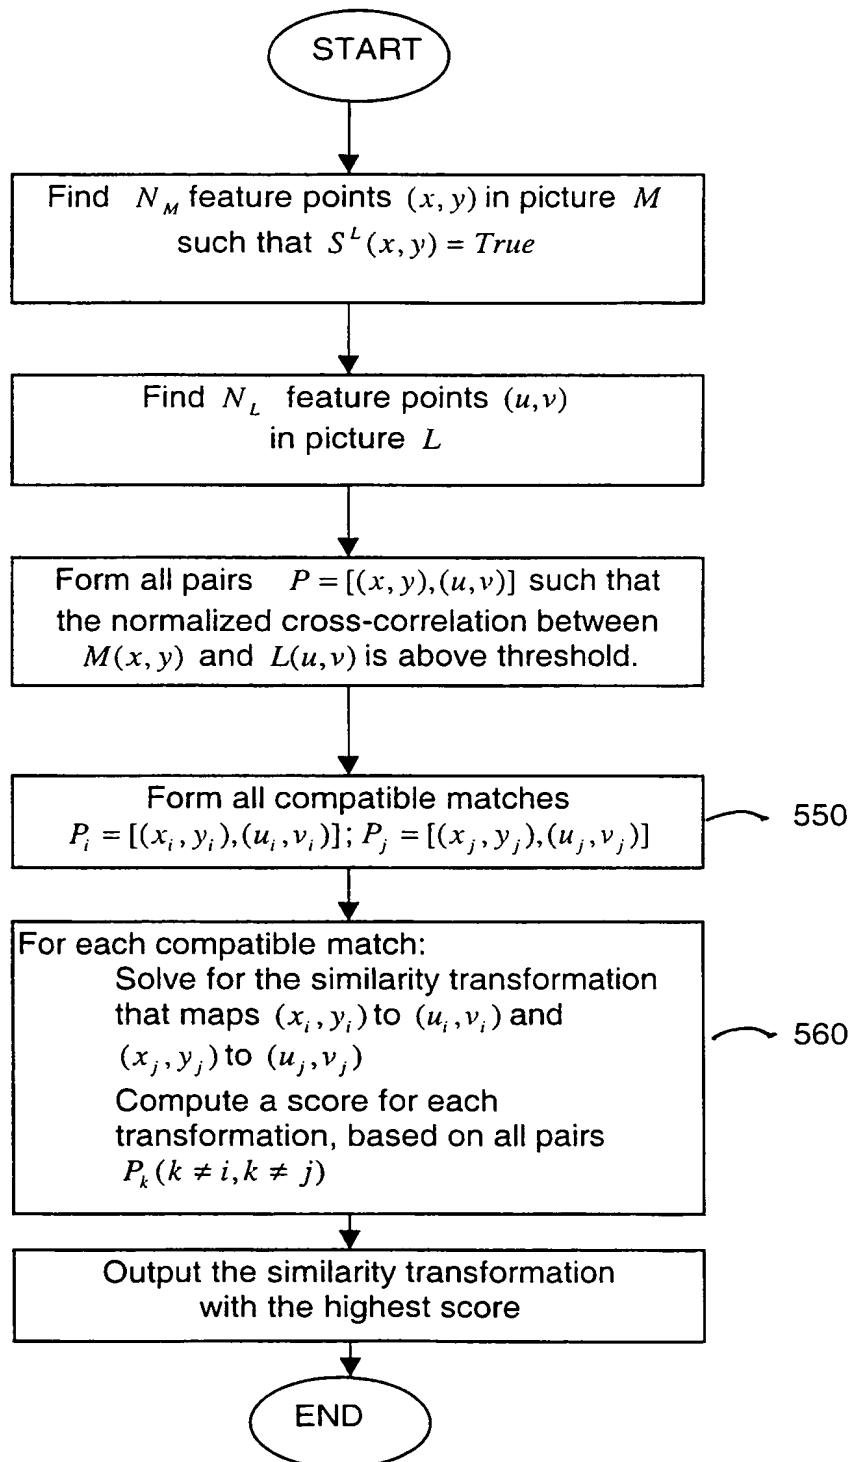 START
Find N_M feature points (x, y) in picture M
such that S^L(x, y) = True
Find N_L feature points (u,v)
in picture L
Form all pairs P = [(x, y),(u,v)] such that
the normalized cross-correlation between
M(x, y) and L(u,v) is above threshold.
Form all compatible matches
P_i = [(x_i, y_i),(u_i,v_i)]; P_j = [(x_j, y_j),(u_j,v_j)]
550
For each compatible match:
Solve for the similarity transformation
that maps (x_i, y_i) to (u_i,v_i) and
(x_j, y_j) to (u_j,v_j)
560
Compute a score for each
transformation, based on all pairs
P_k (k ≠ i,k ≠ j)
Output the similarity transformation
with the highest score
END